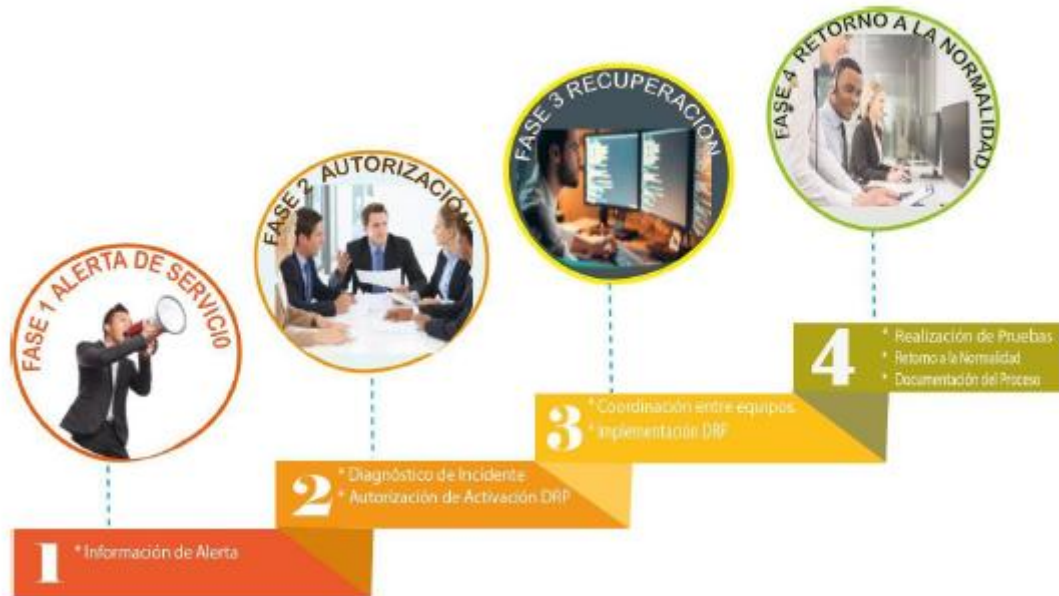 FASE 1 ALERTA DE SERVICIO
FASE 2 AUTORIZACIÓN
FASE 3 RECUPERACION
FASE 4 RETORNO A LA NORMALIDAD
1
* Información de Alerta
2
* Diagnóstico de Incidente
* Autorización de Activación DRP
3
* Coordinación entre equipos
* Implementación DRP
4
* Realización de Pruebas
* Retorno a la Normalidad
* Documentación del Proceso